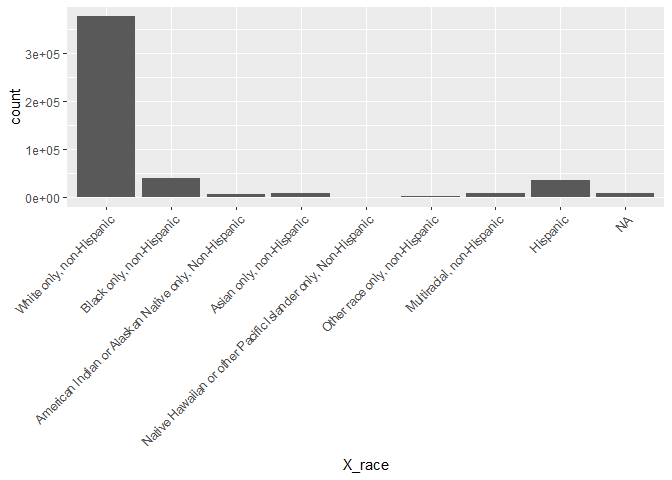 count
3e+05
2e+05
1e+05
0e+00
White only, non-Hispanic
Black only, non-Hispanic
American Indian or Alaskan Native only, Non-Hispanic
Asian only, non-Hispanic
Native Hawaiian or other Pacific Islander only, Non-Hispanic
Other race only, non-Hispanic
Multiracial, non-Hispanic
Hispanic
NA
X_race